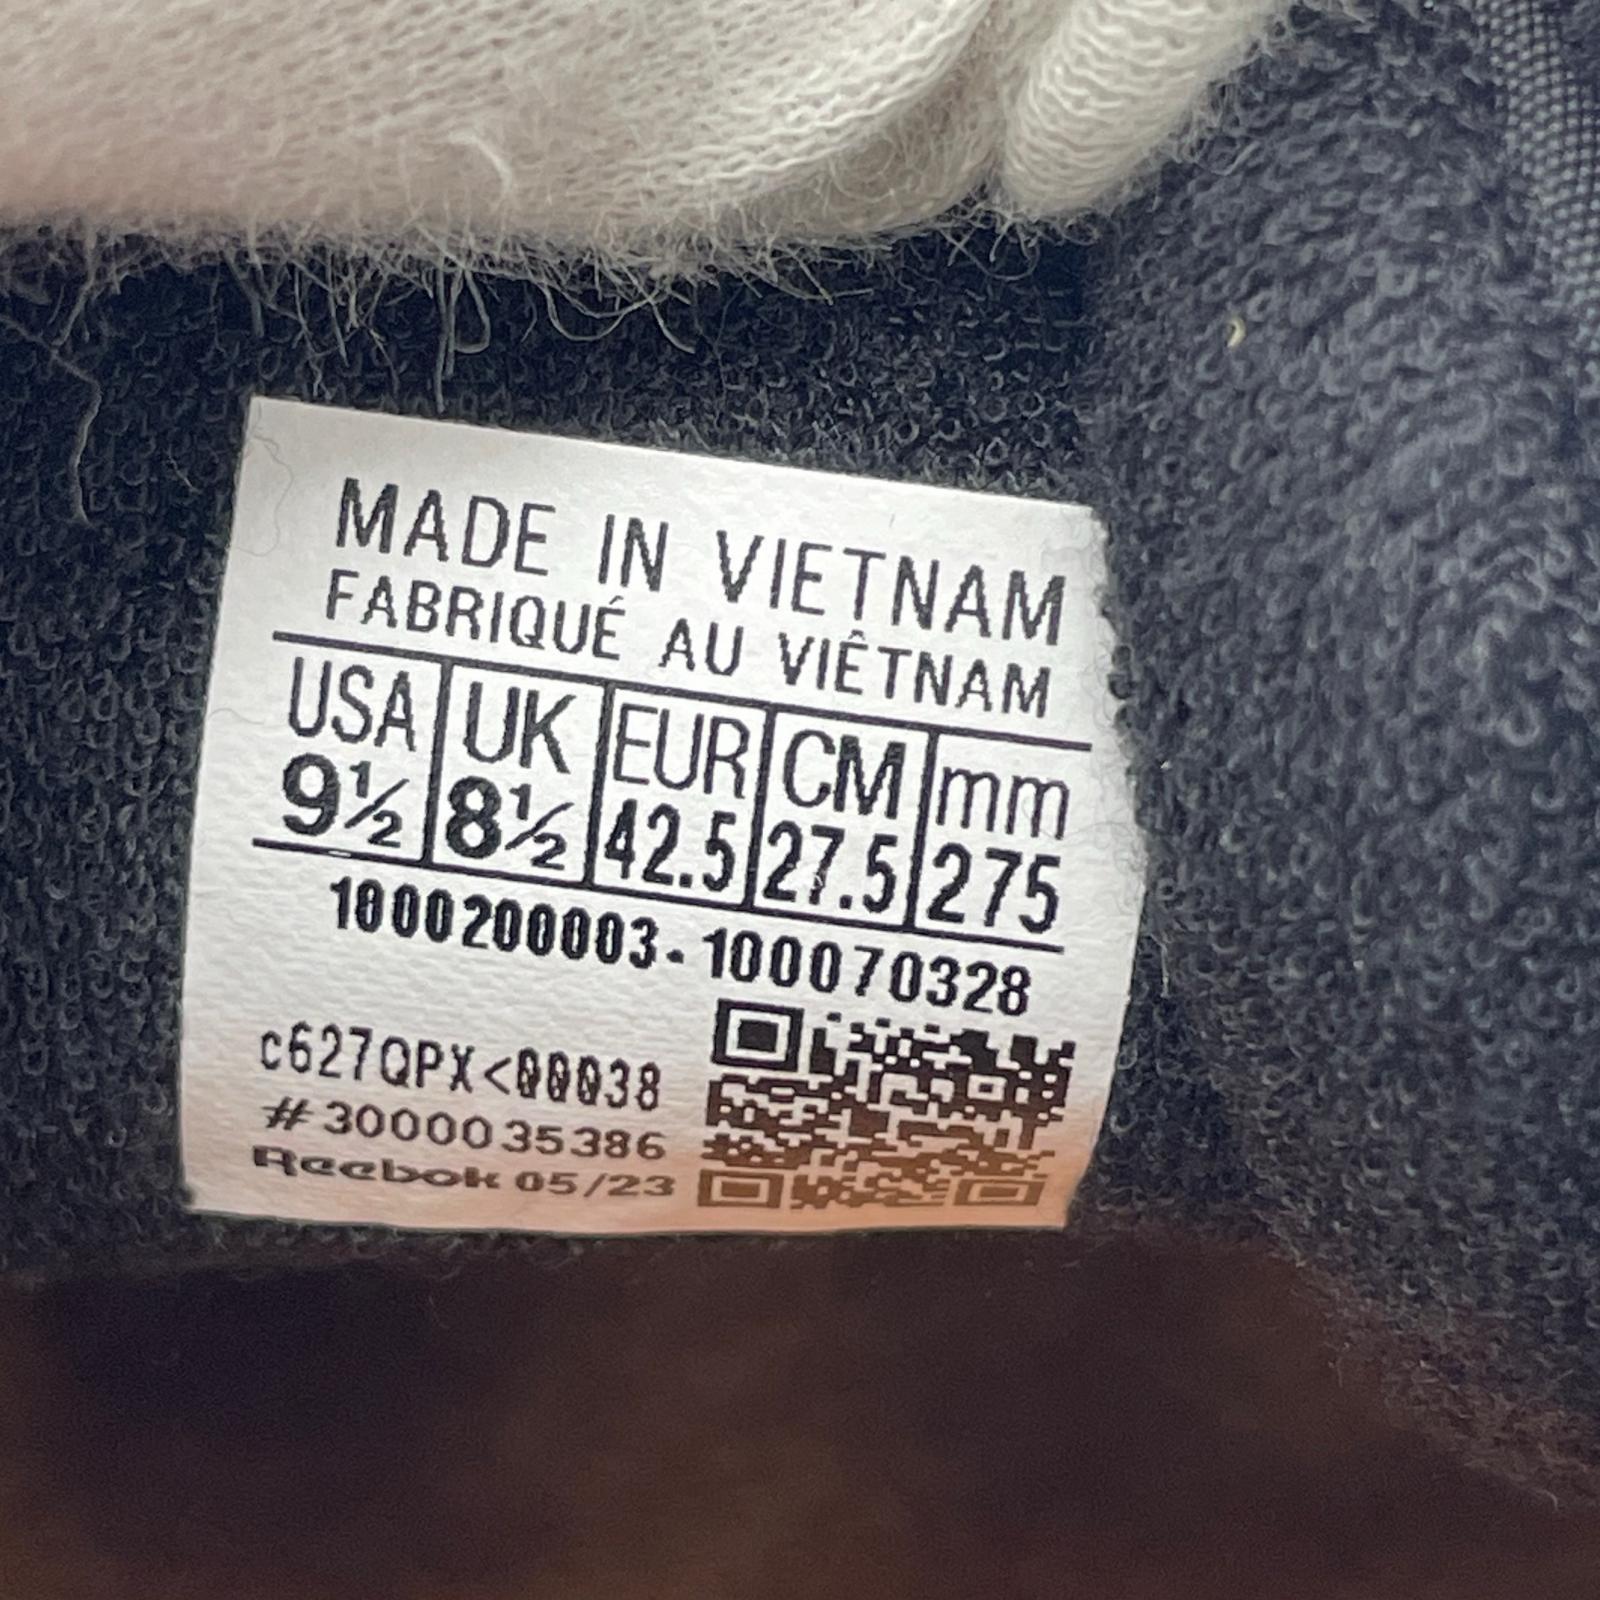 MADE IN VIETNAM
FABRIQUÉ AU VIÊTNAM
USA UK EUR CM mm
9½ 8½ 42.5 27.5 275
1000200003-100070328
c627QPX<00038
#3000035386
Reebok 05/23